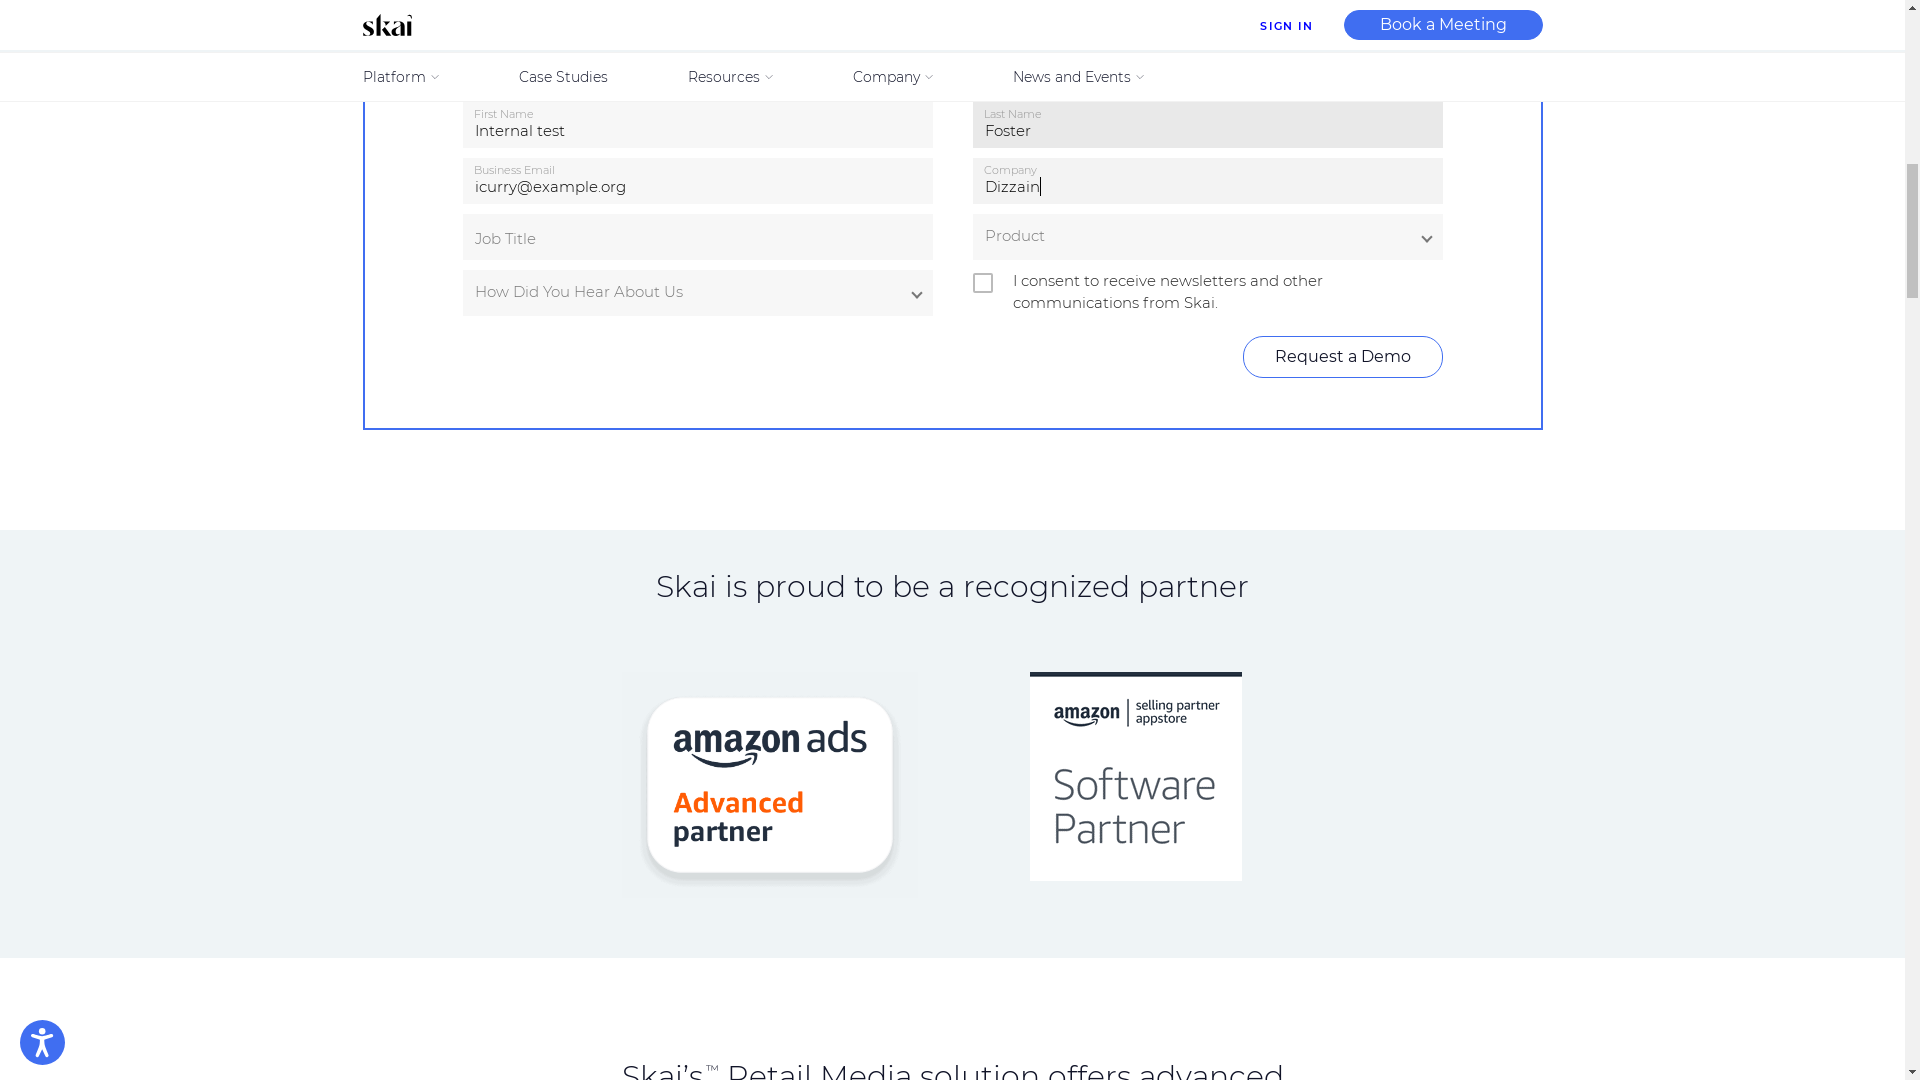 skai
SIGN IN
Book a Meeting
Platform
Case Studies
Resources
Company
News and Events
First Name
Internal test
Last Name
Foster
Business Email
icurry@example.org
Company
Dizzain
Job Title
Product
How Did You Hear About Us
I consent to receive newsletters and other
communications from Skai.
Request a Demo
Skai is proud to be a recognized partner
amazon ads
Advanced
partner
amazon
selling partner
appstore
Software
Partner
Skai's™ Retail Media solution offers advanced